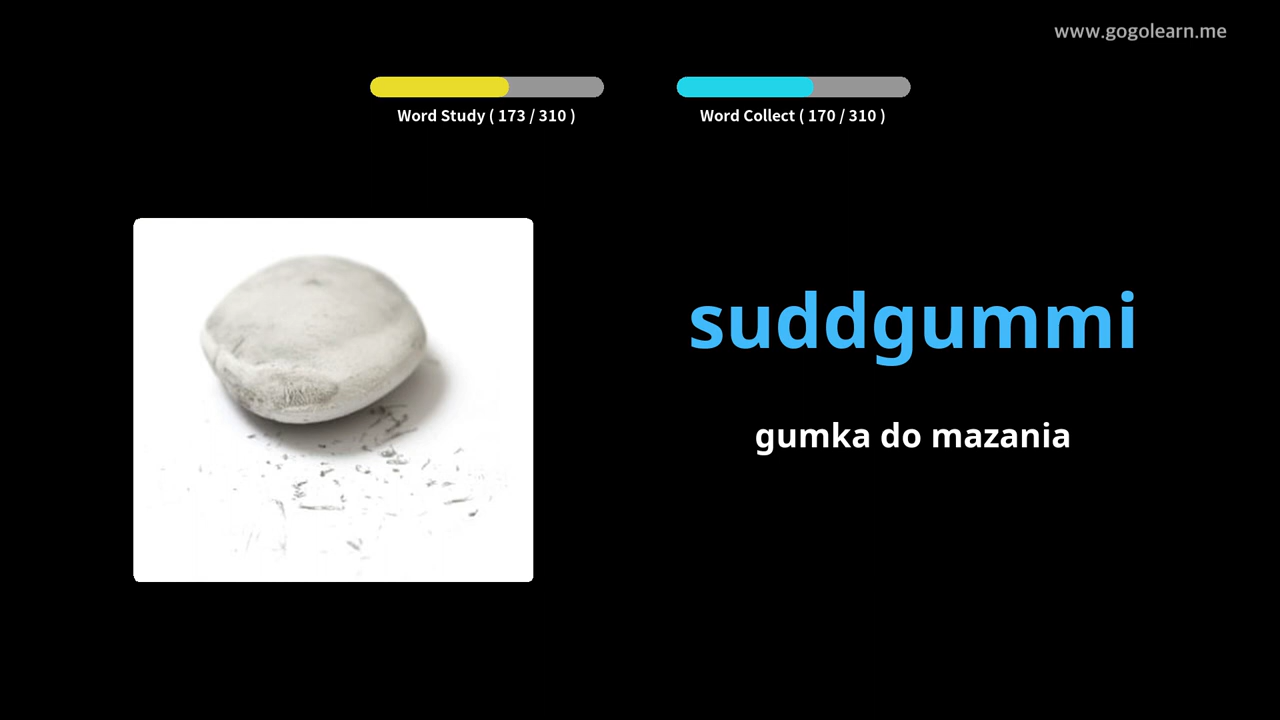 www.gogolearn.me
Word Study ( 173 / 310 )
Word Collect ( 170 / 310 )
suddgummi
gumka do mazania